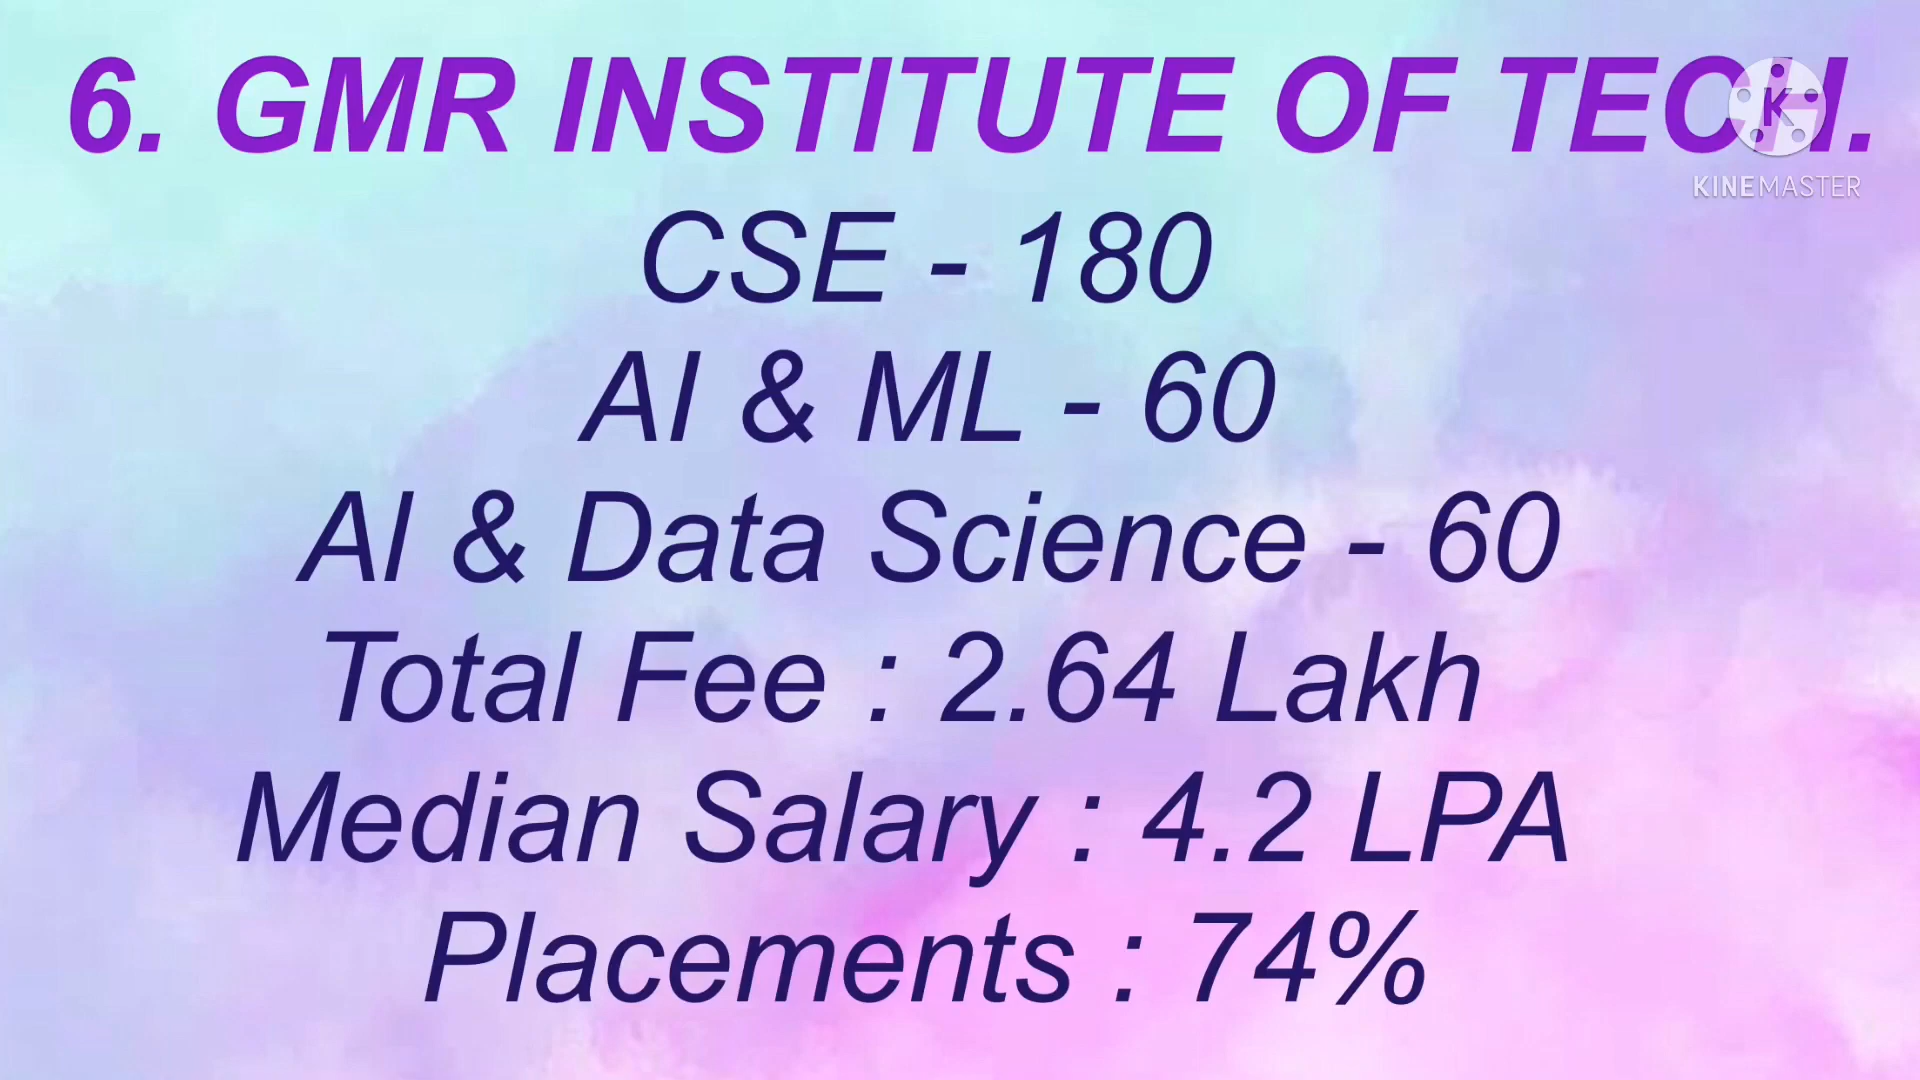 6. GMR INSTITUTE OF TECH.
K
KINEMASTER
CSE - 180
AI & ML - 60
AI & Data Science - 60
Total Fee : 2.64 Lakh
Median Salary : 4.2 LPA
Placements : 74%